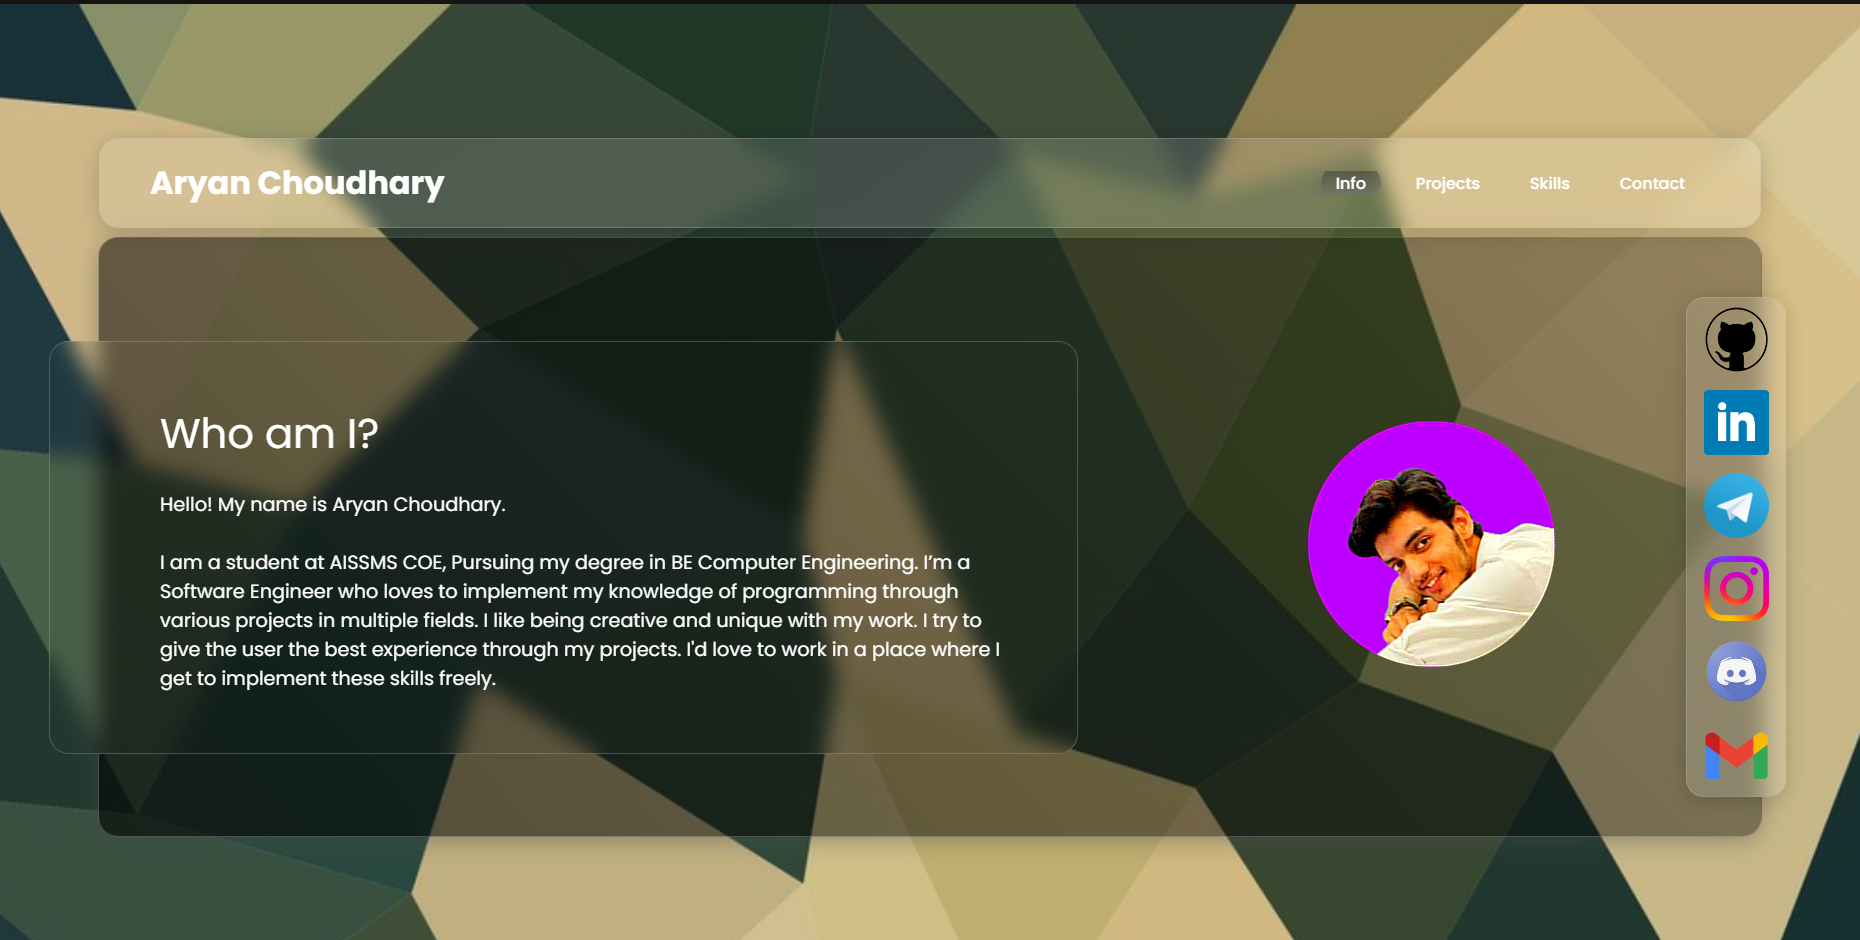 Aryan Choudhary
Info
Projects
Skills
Contact
Who am I?
Hello! My name is Aryan Choudhary.
I am a student at AISSMS COE, Pursuing my degree in BE Computer Engineering. I’m a
Software Engineer who loves to implement my knowledge of programming through
various projects in multiple fields. I like being creative and unique with my work. I try to
give the user the best experience through my projects. I'd love to work in a place where I
get to implement these skills freely.
in